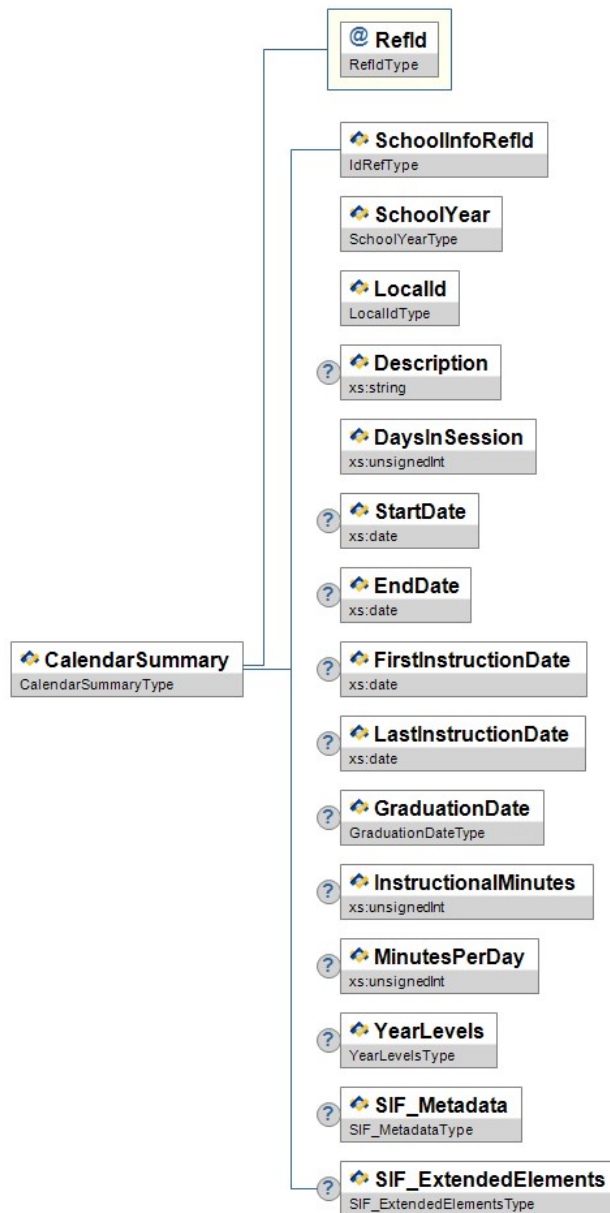 @ RefId
RefIdType
SchoolInfoRefId
IdRefType
SchoolYear
SchoolYearType
LocalId
LocalIdType
? Description
xs:string
DaysInSession
xs:unsignedInt
? StartDate
xs:date
? EndDate
xs:date
CalendarSummary
CalendarSummaryType
? FirstInstructionDate
xs:date
? LastInstructionDate
xs:date
? GraduationDate
GraduationDateType
? InstructionalMinutes
xs:unsignedInt
? MinutesPerDay
xs:unsignedInt
? YearLevels
YearLevelsType
? SIF_Metadata
SIF_MetadataType
? SIF_ExtendedElements
SIF_ExtendedElementsType